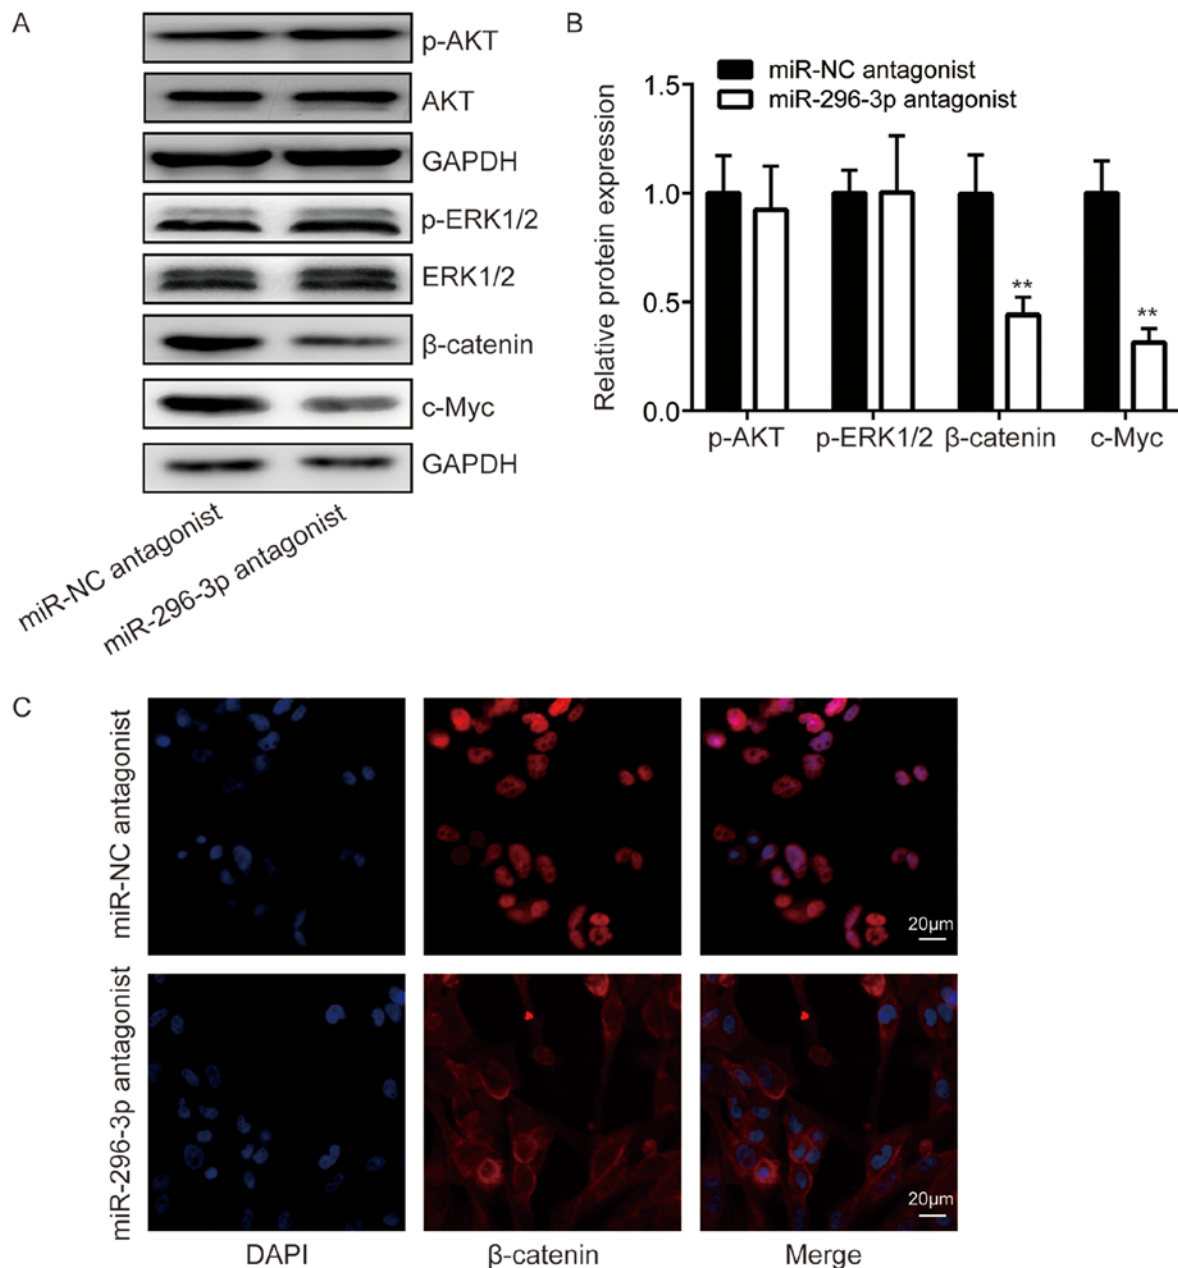 A
p-AKT
AKT
GAPDH
p-ERK1/2
ERK1/2
β-catenin
c-Myc
GAPDH
miR-NC antagonist
miR-296-3p antagonist
B
miR-NC antagonist
miR-296-3p antagonist
Relative protein expression
1.5
1.0
0.5
0.0
**
**
p-AKT
p-ERK1/2
β-catenin
c-Myc
C
miR-NC antagonist
20μm
miR-296-3p antagonist
20μm
DAPI
β-catenin
Merge